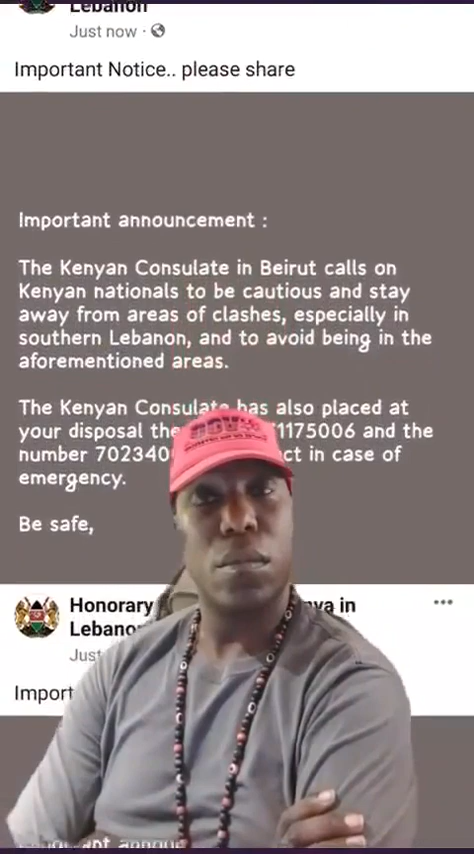 Lebanon
Just now
Important Notice.. please share
Important announcement :
The Kenyan Consulate in Beirut calls on
Kenyan nationals to be cautious and stay
away from areas of clashes, especially in
southern Lebanon, and to avoid being in the
aforementioned areas.
The Kenyan Consulate has also placed at
your disposal the 1175006 and the
number 702340 in case of
emergency.
Be safe,
Honorary in
Lebanon
Just